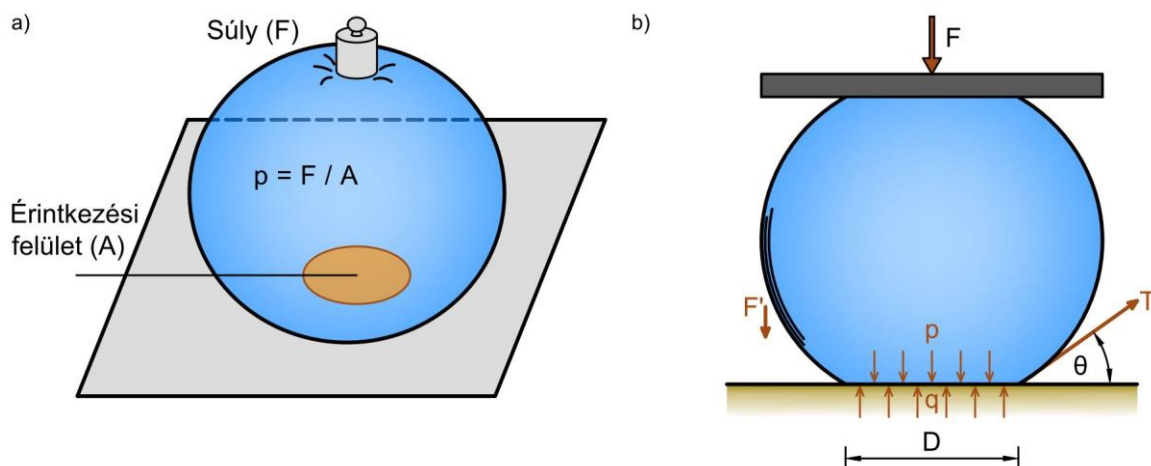 a)
Súly (F)
p = F / A
Érintkezési
felület (A)
b)
F
F'
p
T
θ
q
D